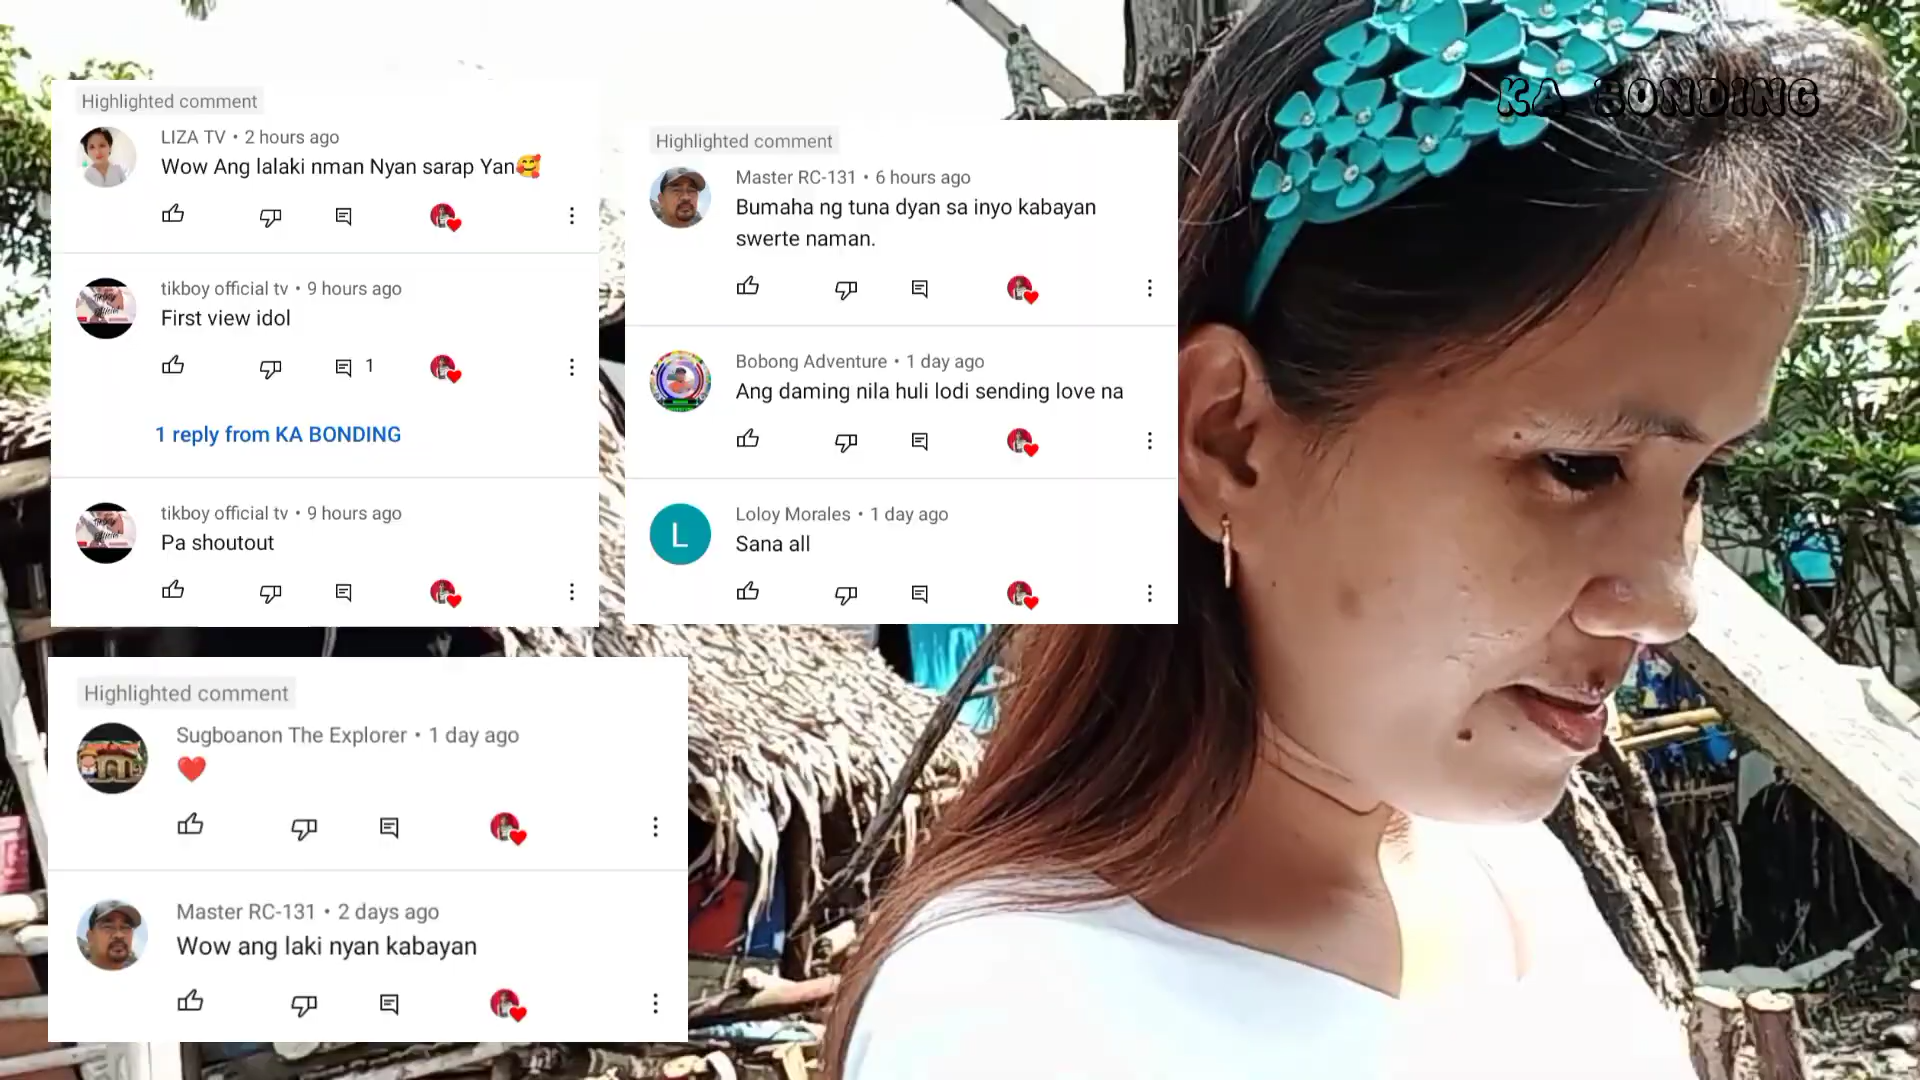 KA BONDING
Highlighted comment
LIZA TV • 2 hours ago
Wow Ang lalaki nman Nyan sarap Yan🥰
tikboy official tv • 9 hours ago
First view idol
1
1 reply from KA BONDING
tikboy official tv • 9 hours ago
Pa shoutout
Highlighted comment
Master RC-131 • 6 hours ago
Bumaha ng tuna dyan sa inyo kabayan
swerte naman.
Bobong Adventure • 1 day ago
Ang daming nila huli lodi sending love na
L
Loloy Morales • 1 day ago
Sana all
Highlighted comment
Sugboanon The Explorer • 1 day ago
❤️
Master RC-131 • 2 days ago
Wow ang laki nyan kabayan